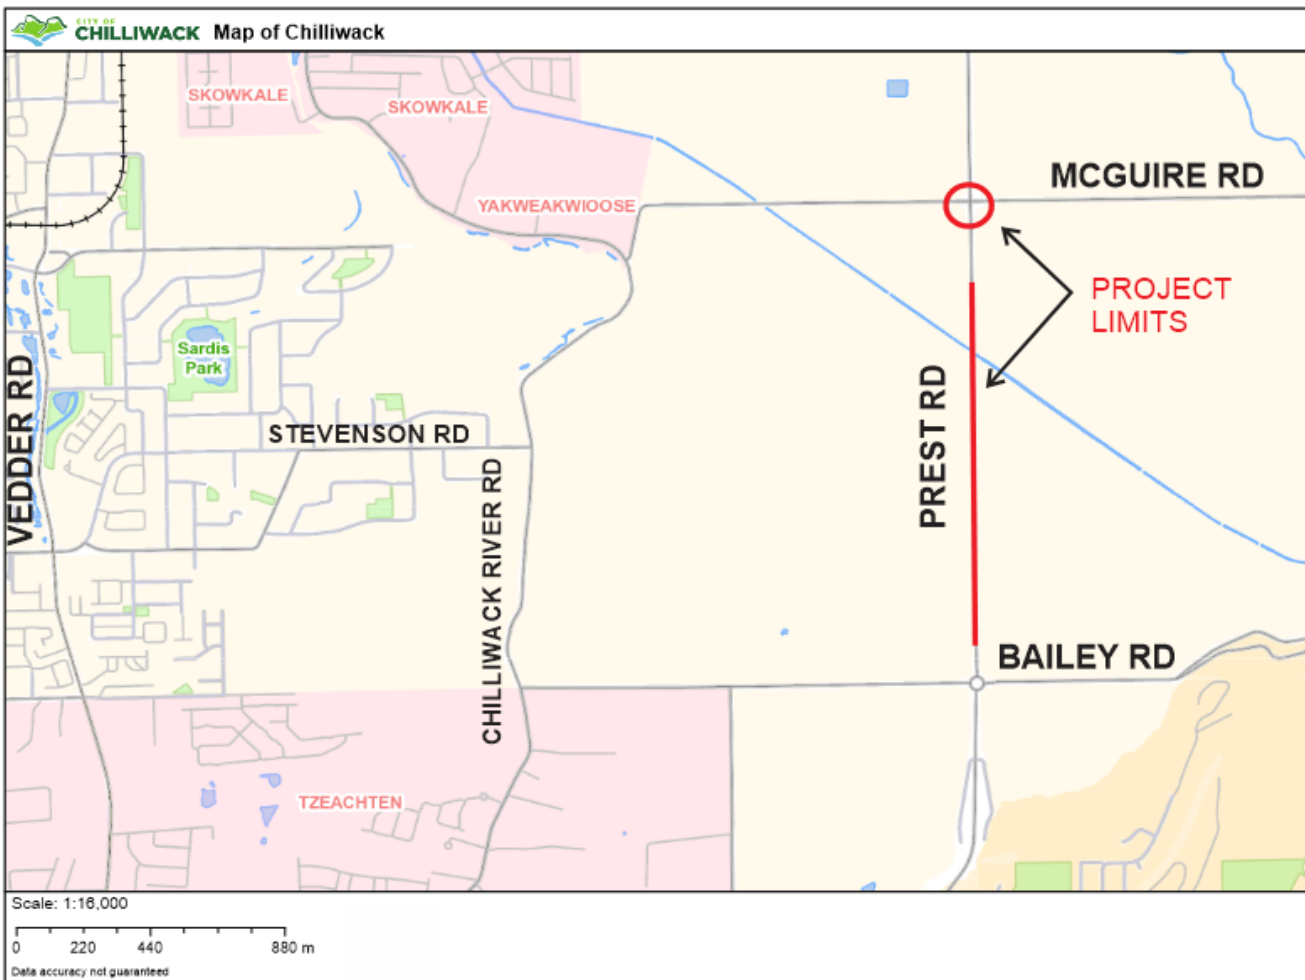 CITY OF
CHILLIWACK
Map of Chilliwack
SKOWKALE
SKOWKALE
MCGUIRE RD
YAKWEAKWIOOSE
PROJECT
LIMITS
Sardis
Park
VEDDER RD
STEVENSON RD
PREST RD
CHILLIWACK RIVER RD
BAILEY RD
TZEACHTEN
Scale: 1:16,000
0 220 440 880 m
Data accuracy not guaranteed